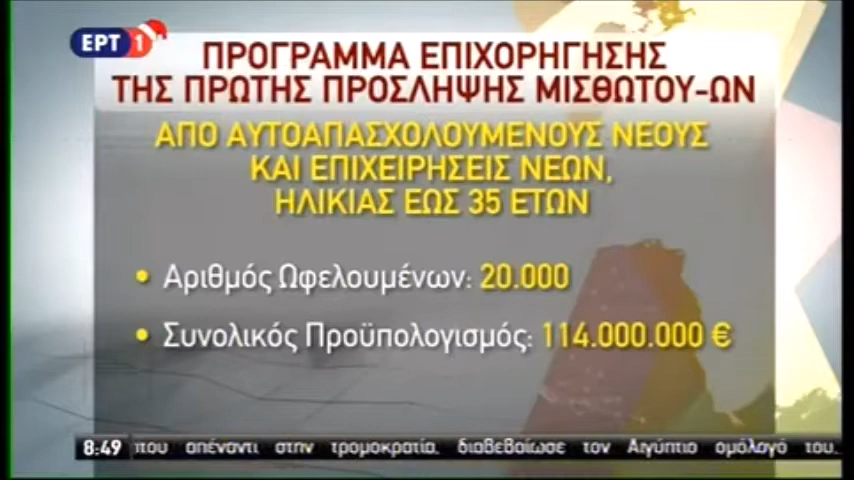 ΕΡΤ 1
ΠΡΟΓΡΑΜΜΑ ΕΠΙΧΟΡΗΓΗΣΗΣ
ΤΗΣ ΠΡΩΤΗΣ ΠΡΟΣΛΗΨΗΣ ΜΙΣΘΩΤΟΥ-ΩΝ
ΑΠΟ ΑΥΤΟΑΠΑΣΧΟΛΟΥΜΕΝΟΥΣ ΝΕΟΥΣ
ΚΑΙ ΕΠΙΧΕΙΡΗΣΕΙΣ ΝΕΩΝ,
ΗΛΙΚΙΑΣ ΕΩΣ 35 ΕΤΩΝ
• Αριθμός Ωφελουμένων: 20.000
• Συνολικός Προϋπολογισμός: 114.000.000 €
8:49 που απέναντι στην τρομοκρατία, διαβεβαίωσε τον Αιγύπτιο ομόλογό του.